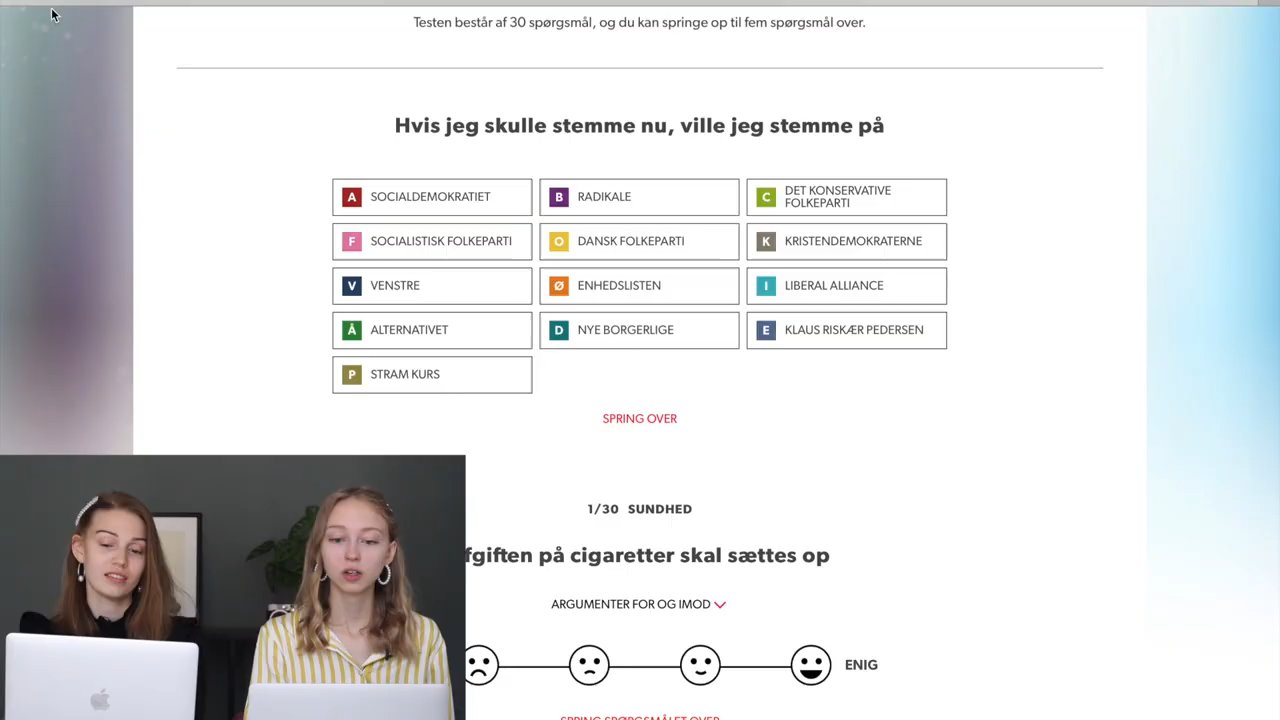 Testen består af 30 spørgsmål, og du kan springe op til fem spørgsmål over.
Hvis jeg skulle stemme nu, ville jeg stemme på
A SOCIALDEMOKRATIET
B RADIKALE
C DET KONSERVATIVE
FOLKEPARTI
F SOCIALISTISK FOLKEPARTI
O DANSK FOLKEPARTI
K KRISTENDEMOKRATERNE
V VENSTRE
Ø ENHEDSLISTEN
I LIBERAL ALLIANCE
Å ALTERNATIVET
D NYE BORGERLIGE
E KLAUS RISKÆR PEDERSEN
P STRAM KURS
SPRING OVER
1/30 SUNDHED
fgiften på cigaretter skal sættes op
ARGUMENTER FOR OG IMOD
ENIG
SPRING SPØRGSMÅLET OVER